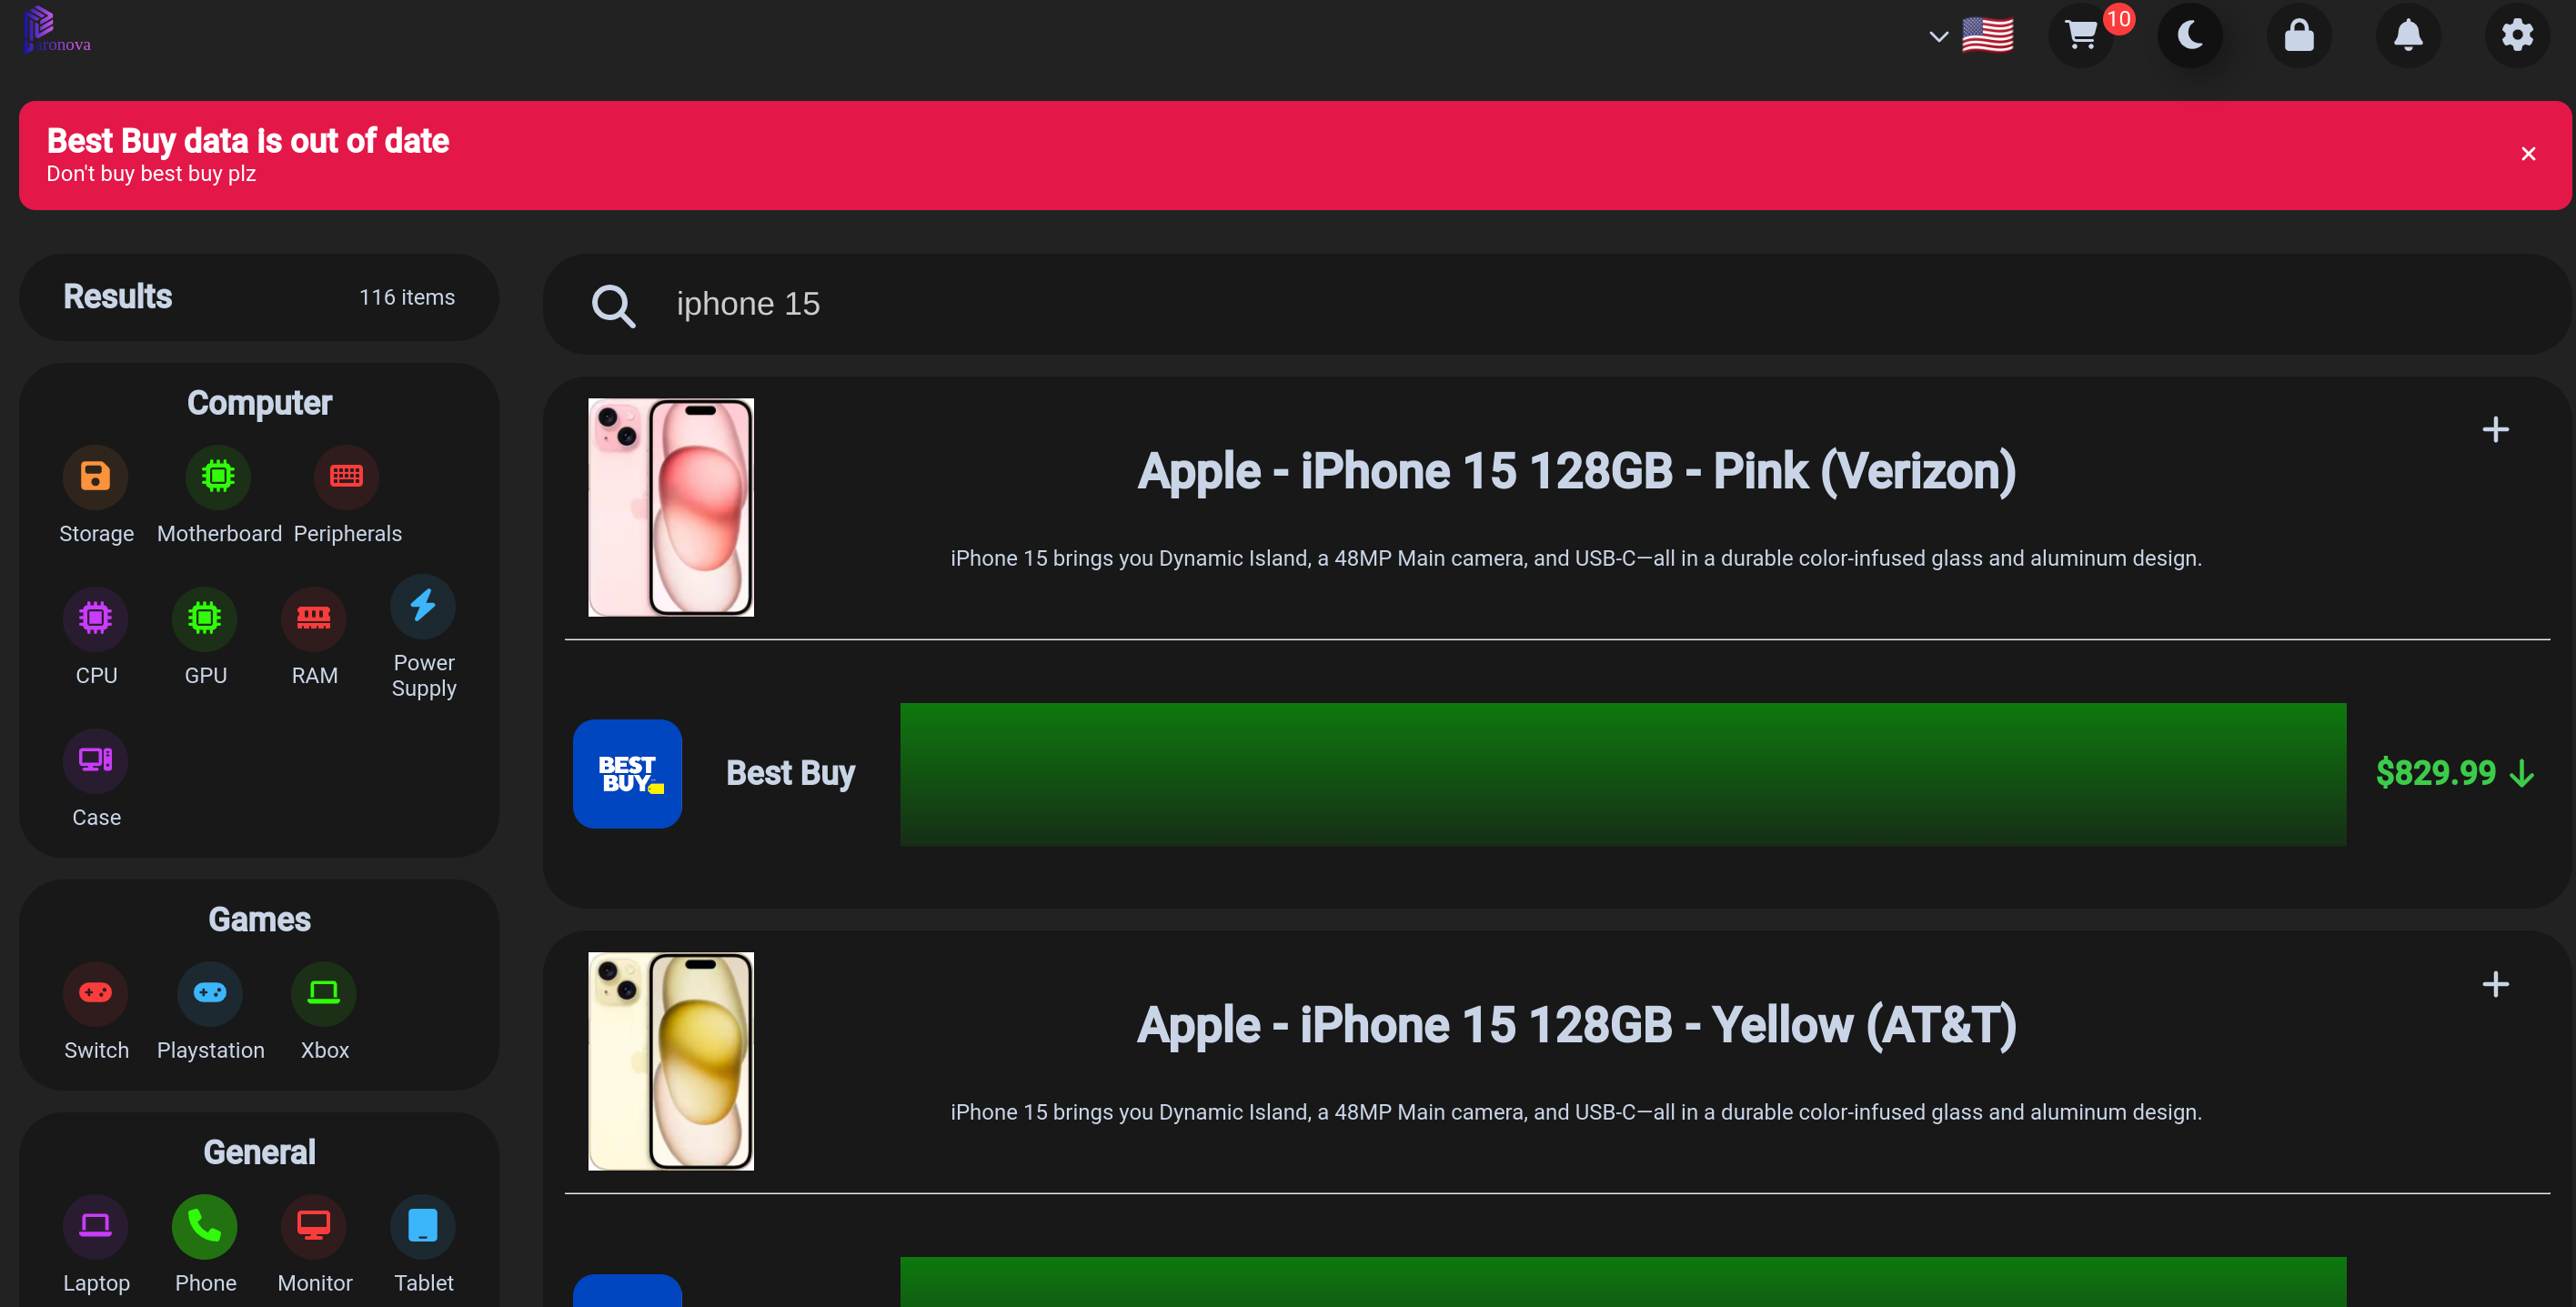 aronova
10
Best Buy data is out of date
Don't buy best buy plz
Results
116 items
iphone 15
Computer
Storage
Motherboard
Peripherals
CPU
GPU
RAM
Power
Supply
Case
Games
Switch
Playstation
Xbox
General
Laptop
Phone
Monitor
Tablet
Apple - iPhone 15 128GB - Pink (Verizon)
iPhone 15 brings you Dynamic Island, a 48MP Main camera, and USB-C—all in a durable color-infused glass and aluminum design.
BEST
BUY
Best Buy
$829.99
Apple - iPhone 15 128GB - Yellow (AT&T)
iPhone 15 brings you Dynamic Island, a 48MP Main camera, and USB-C—all in a durable color-infused glass and aluminum design.